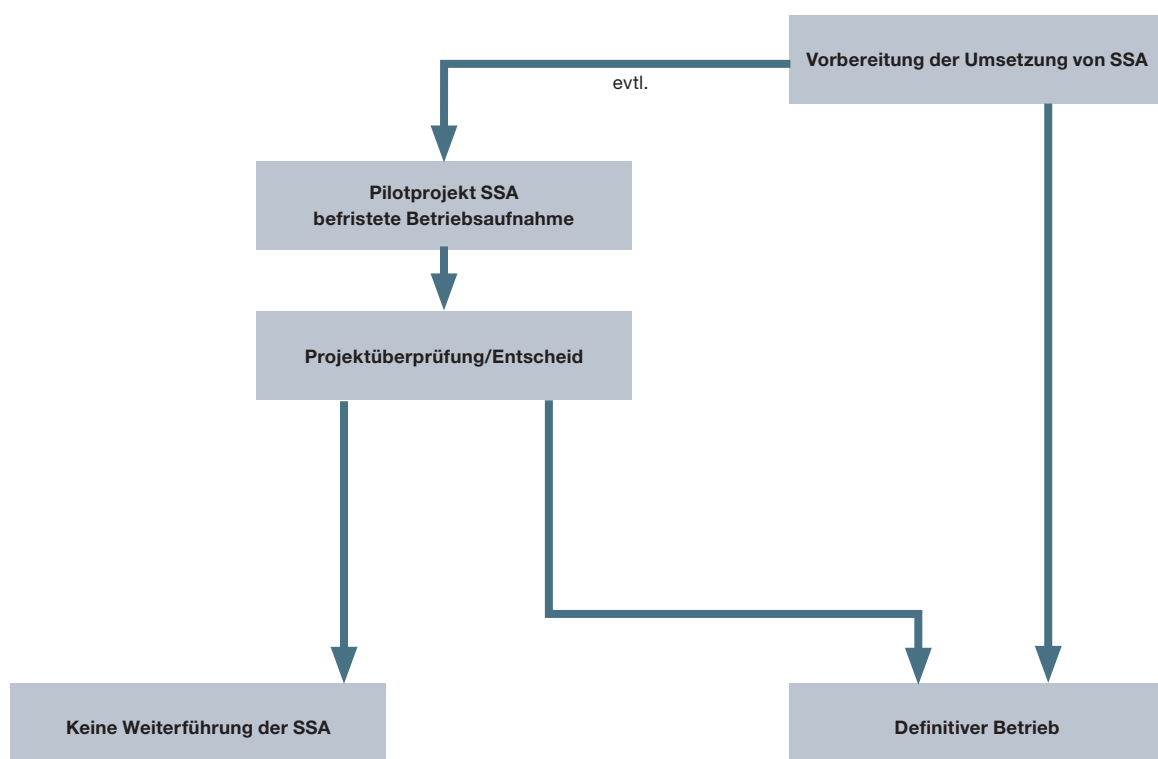 Vorbereitung der Umsetzung von SSA
evtl.
Pilotprojekt SSA
befristete Betriebsaufnahme
Projektüberprüfung/Entscheid
Keine Weiterführung der SSA
Definitiver Betrieb